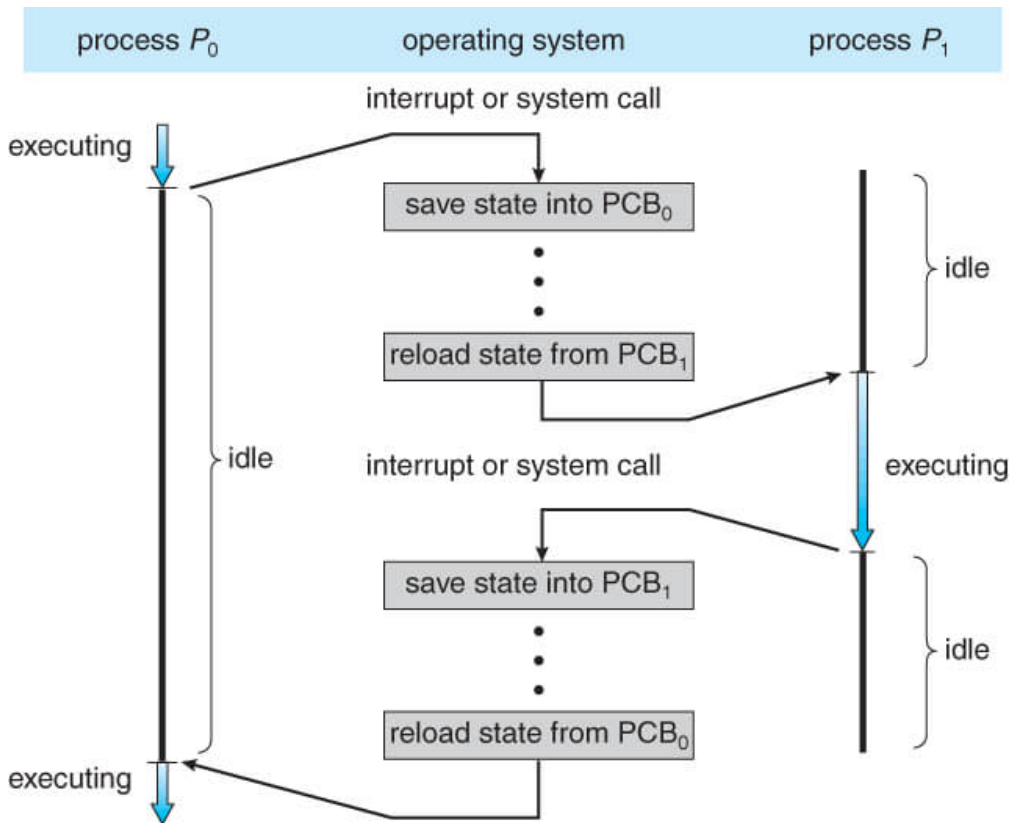 process P₀
operating system
process P₁
interrupt or system call
executing
save state into PCB₀
idle
reload state from PCB₁
idle
interrupt or system call
executing
save state into PCB₁
idle
reload state from PCB₀
executing